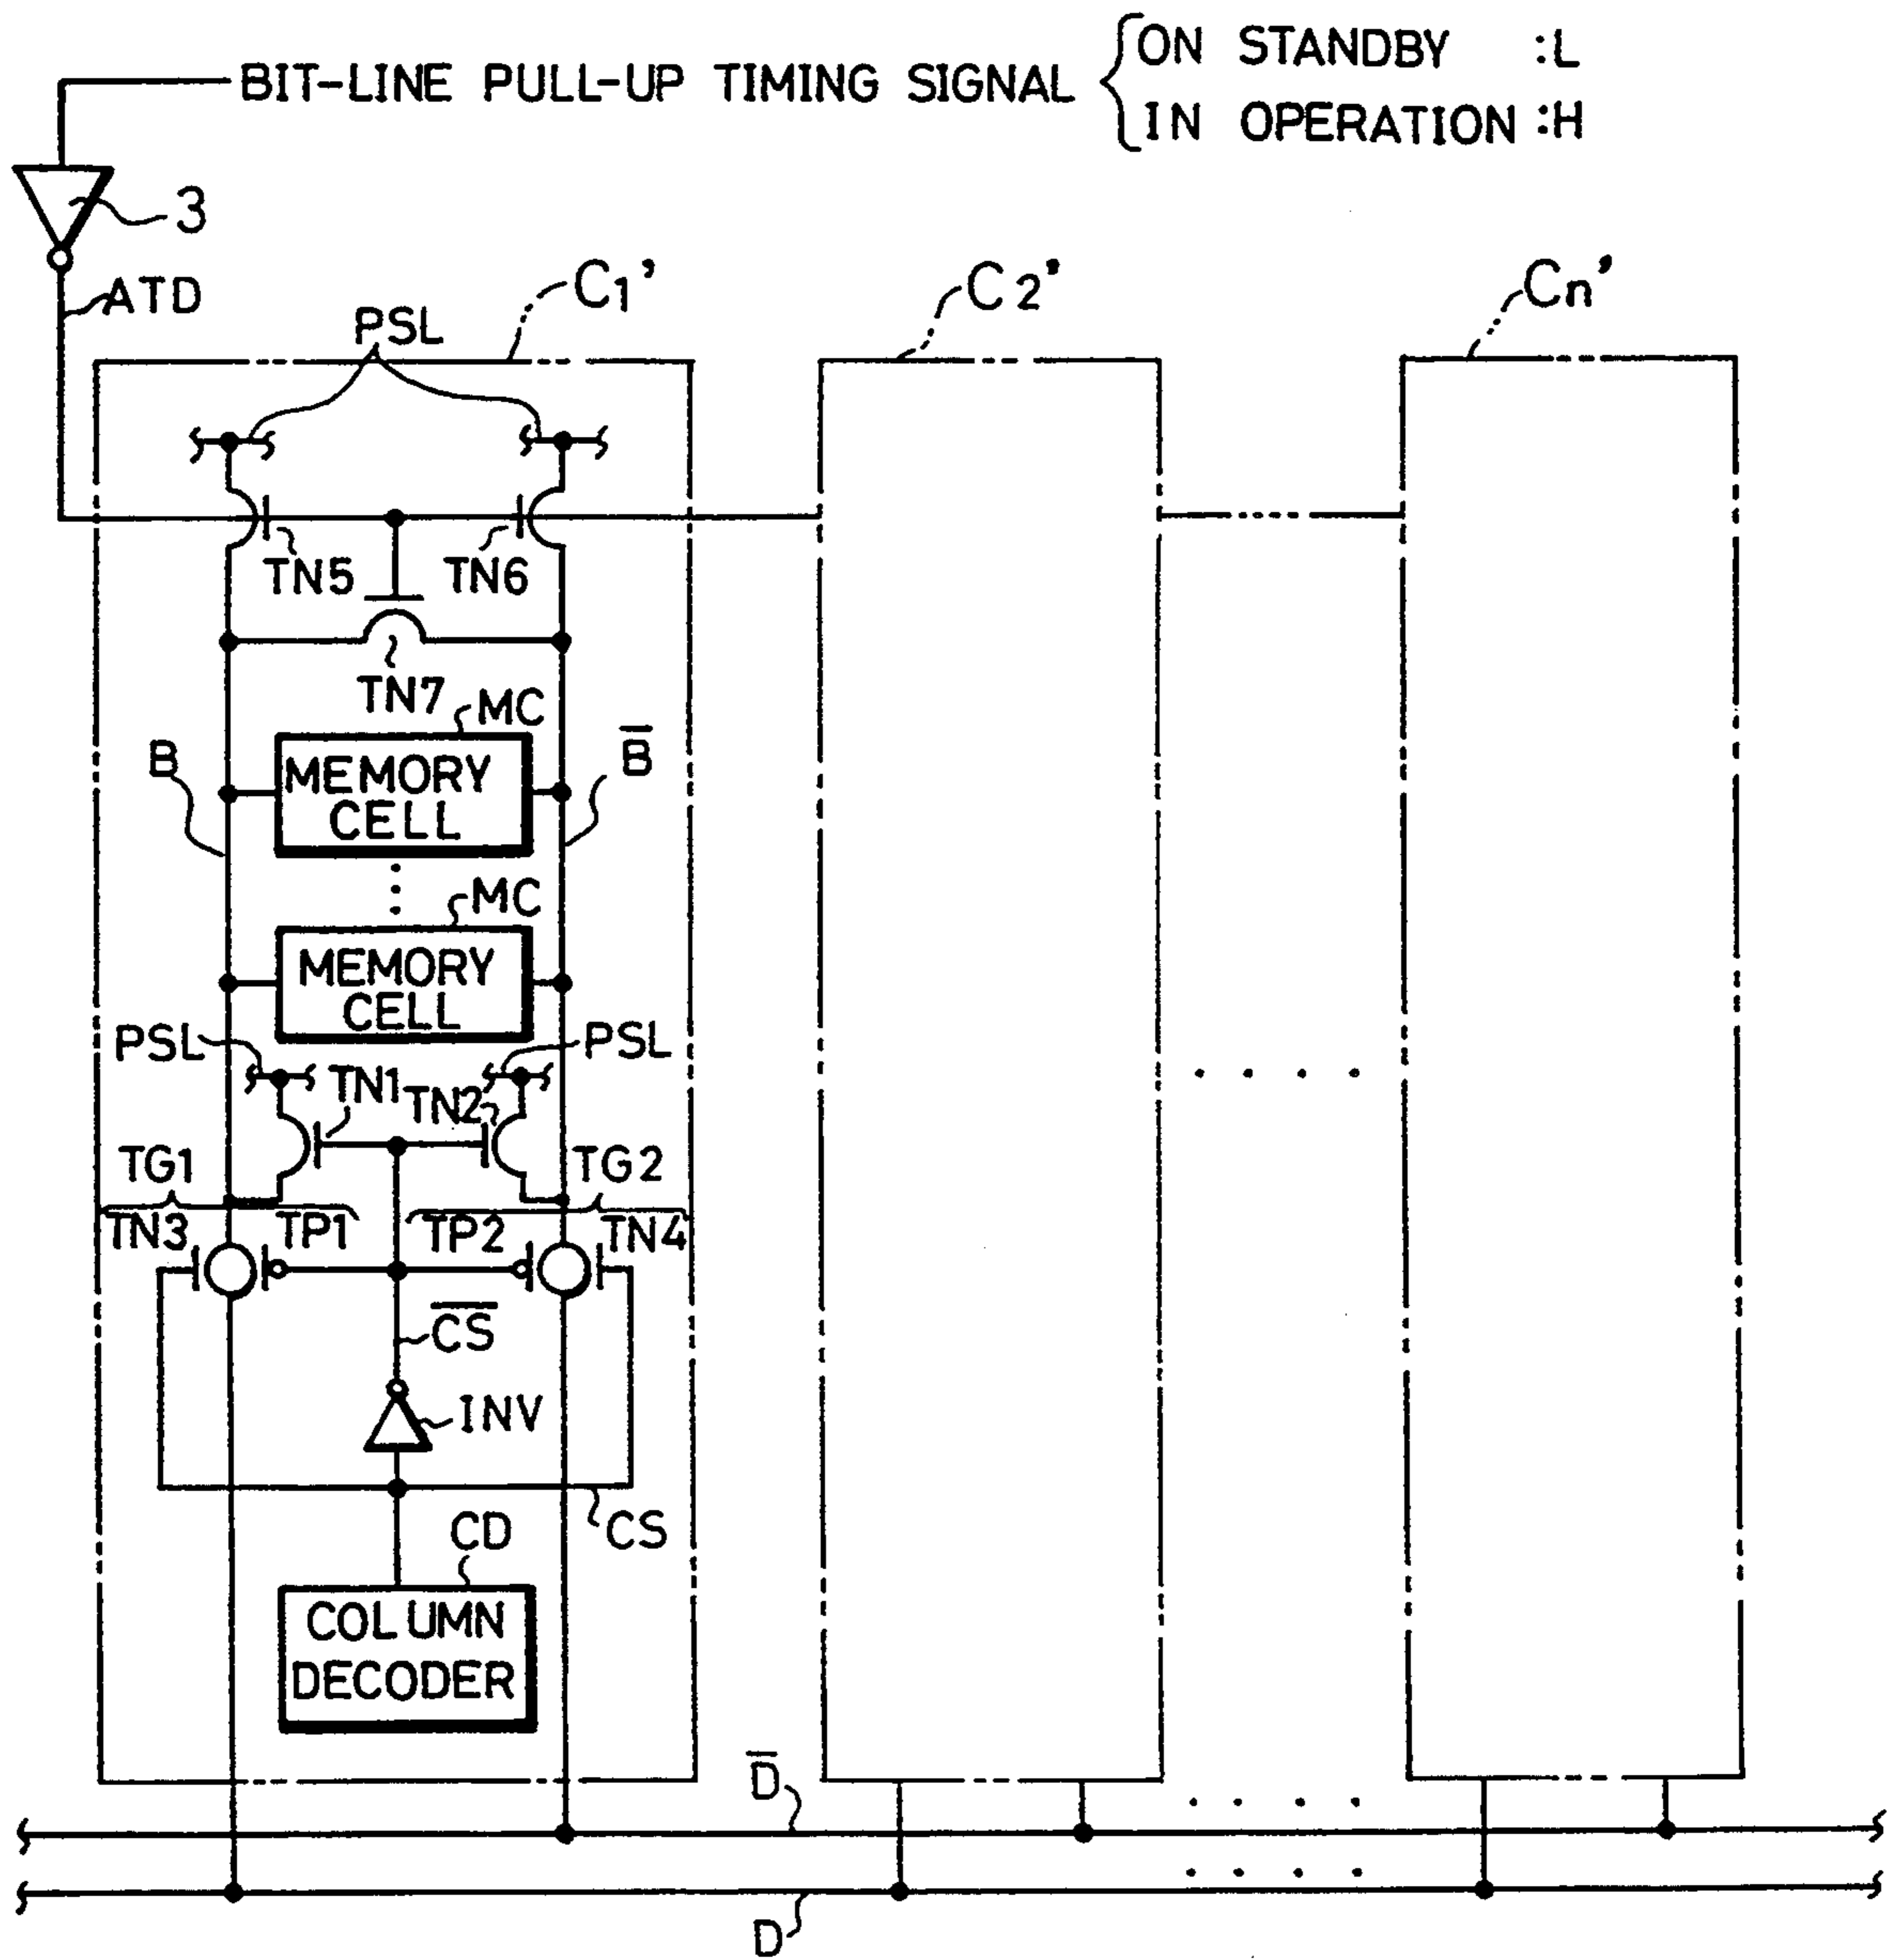 BIT-LINE PULL-UP TIMING SIGNAL
ON STANDBY :L
IN OPERATION :H
3
ATD
C1'
C2'
Cn'
PSL
TN5
TN6
TN7
MC
B
B̅
MEMORY
CELL
MC
MEMORY
CELL
PSL
PSL
TN1
TN2
TG1
TG2
TN3
TP1
TP2
TN4
C̅S̅
INV
CS
CD
COLUMN
DECODER
D̅
D